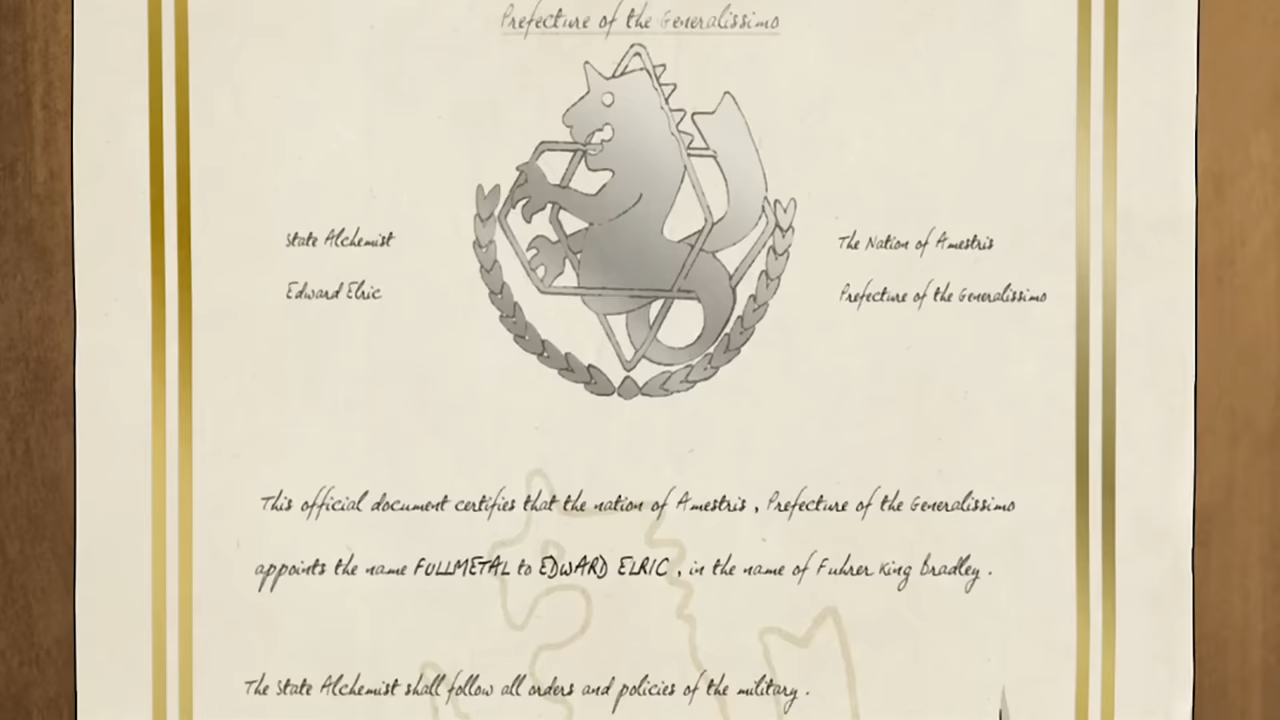 Prefecture of the Generalissimo
State Alchemist
Edward Elric
The Nation of Amestris
Prefecture of the Generalissimo
This official document certifies that the nation of Amestris , Prefecture of the Generalissimo
appoints the name FULLMETAL to EDWARD ELRIC , in the name of Fuhrer King bradley .
The State Alchemist shall follow all orders and policies of the military .